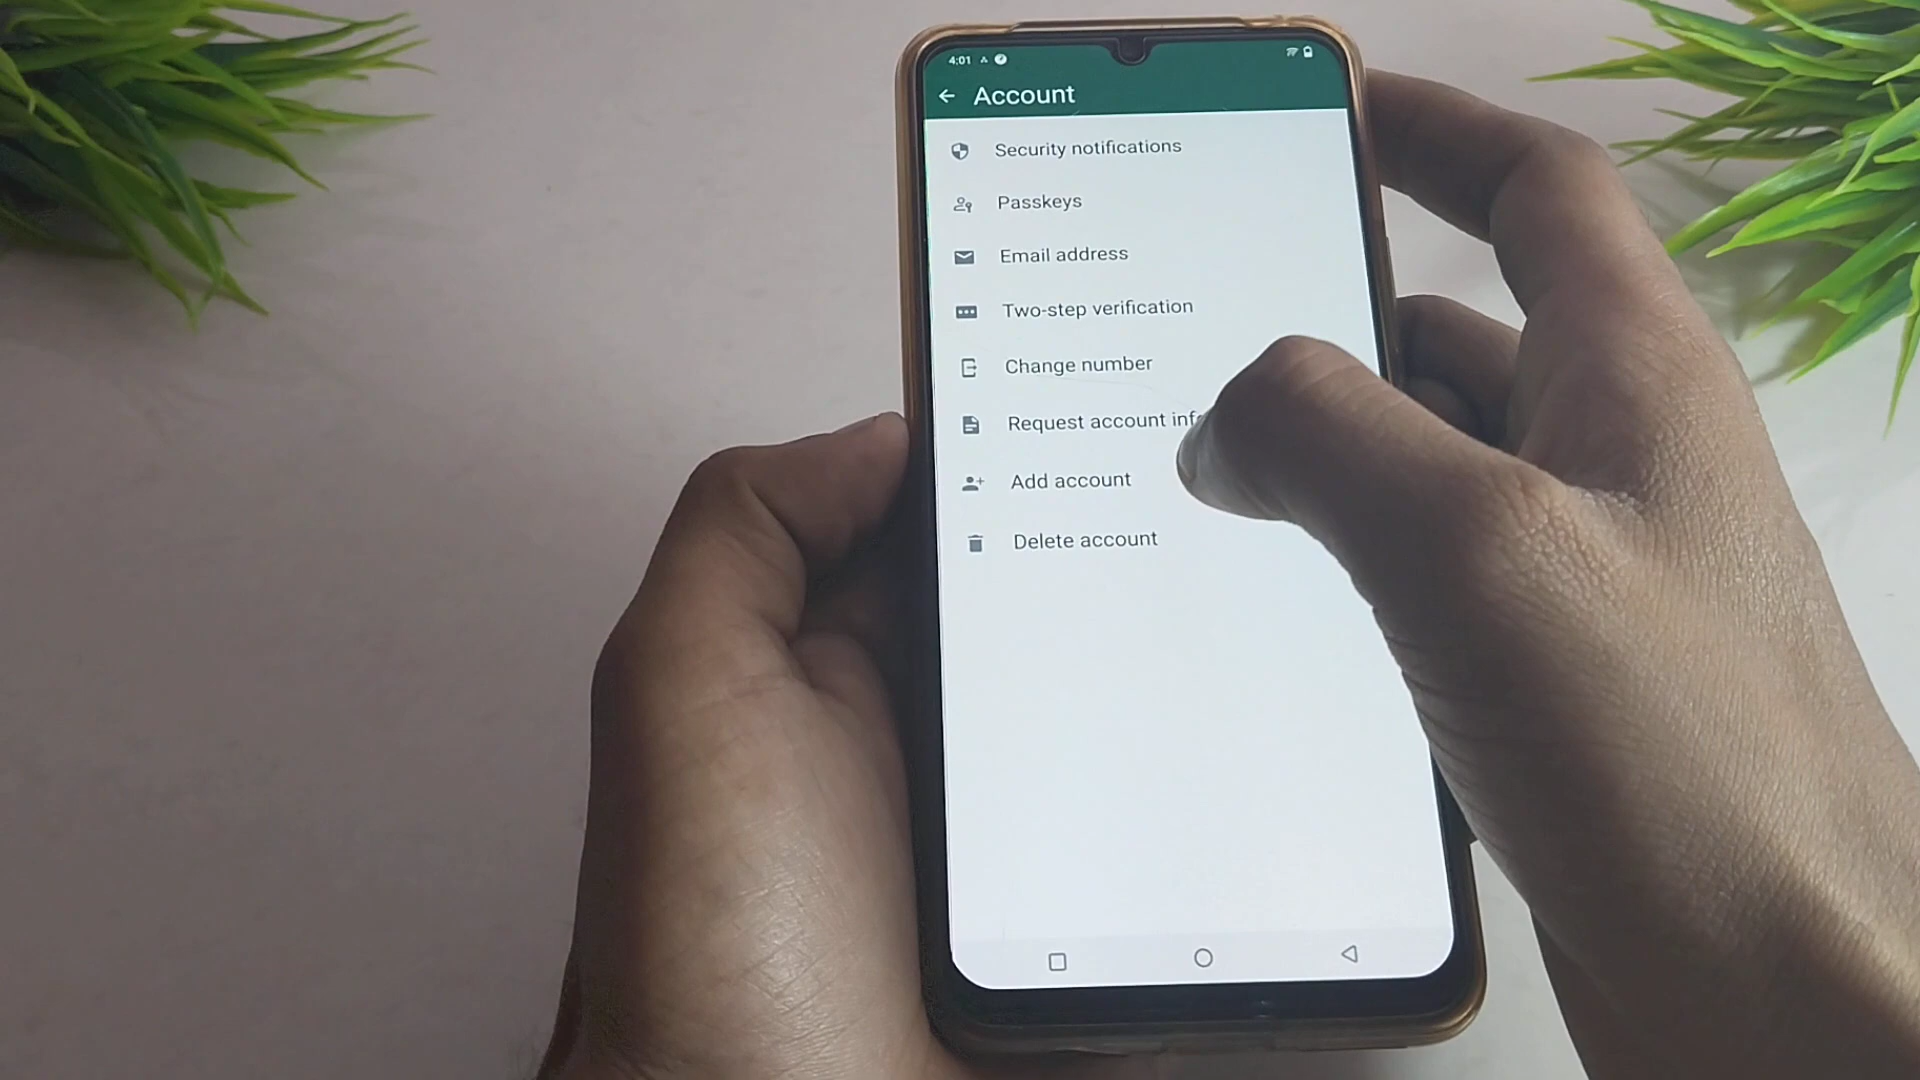 4:01
Account
Security notifications
Passkeys
Email address
Two-step verification
Change number
Request account inf
Add account
Delete account